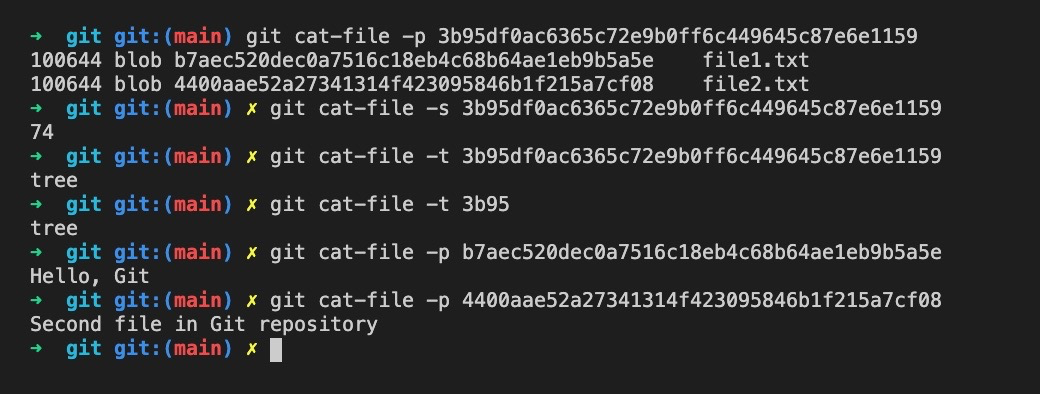 ➜  git git:(main) git cat-file -p 3b95df0ac6365c72e9b0ff6c449645c87e6e1159
100644 blob b7aec520dec0a7516c18eb4c68b64ae1eb9b5a5e    file1.txt
100644 blob 4400aae52a27341314f423095846b1f215a7cf08    file2.txt
➜  git git:(main) ✗ git cat-file -s 3b95df0ac6365c72e9b0ff6c449645c87e6e1159
74
➜  git git:(main) ✗ git cat-file -t 3b95df0ac6365c72e9b0ff6c449645c87e6e1159
tree
➜  git git:(main) ✗ git cat-file -t 3b95
tree
➜  git git:(main) ✗ git cat-file -p b7aec520dec0a7516c18eb4c68b64ae1eb9b5a5e
Hello, Git
➜  git git:(main) ✗ git cat-file -p 4400aae52a27341314f423095846b1f215a7cf08
Second file in Git repository
➜  git git:(main) ✗